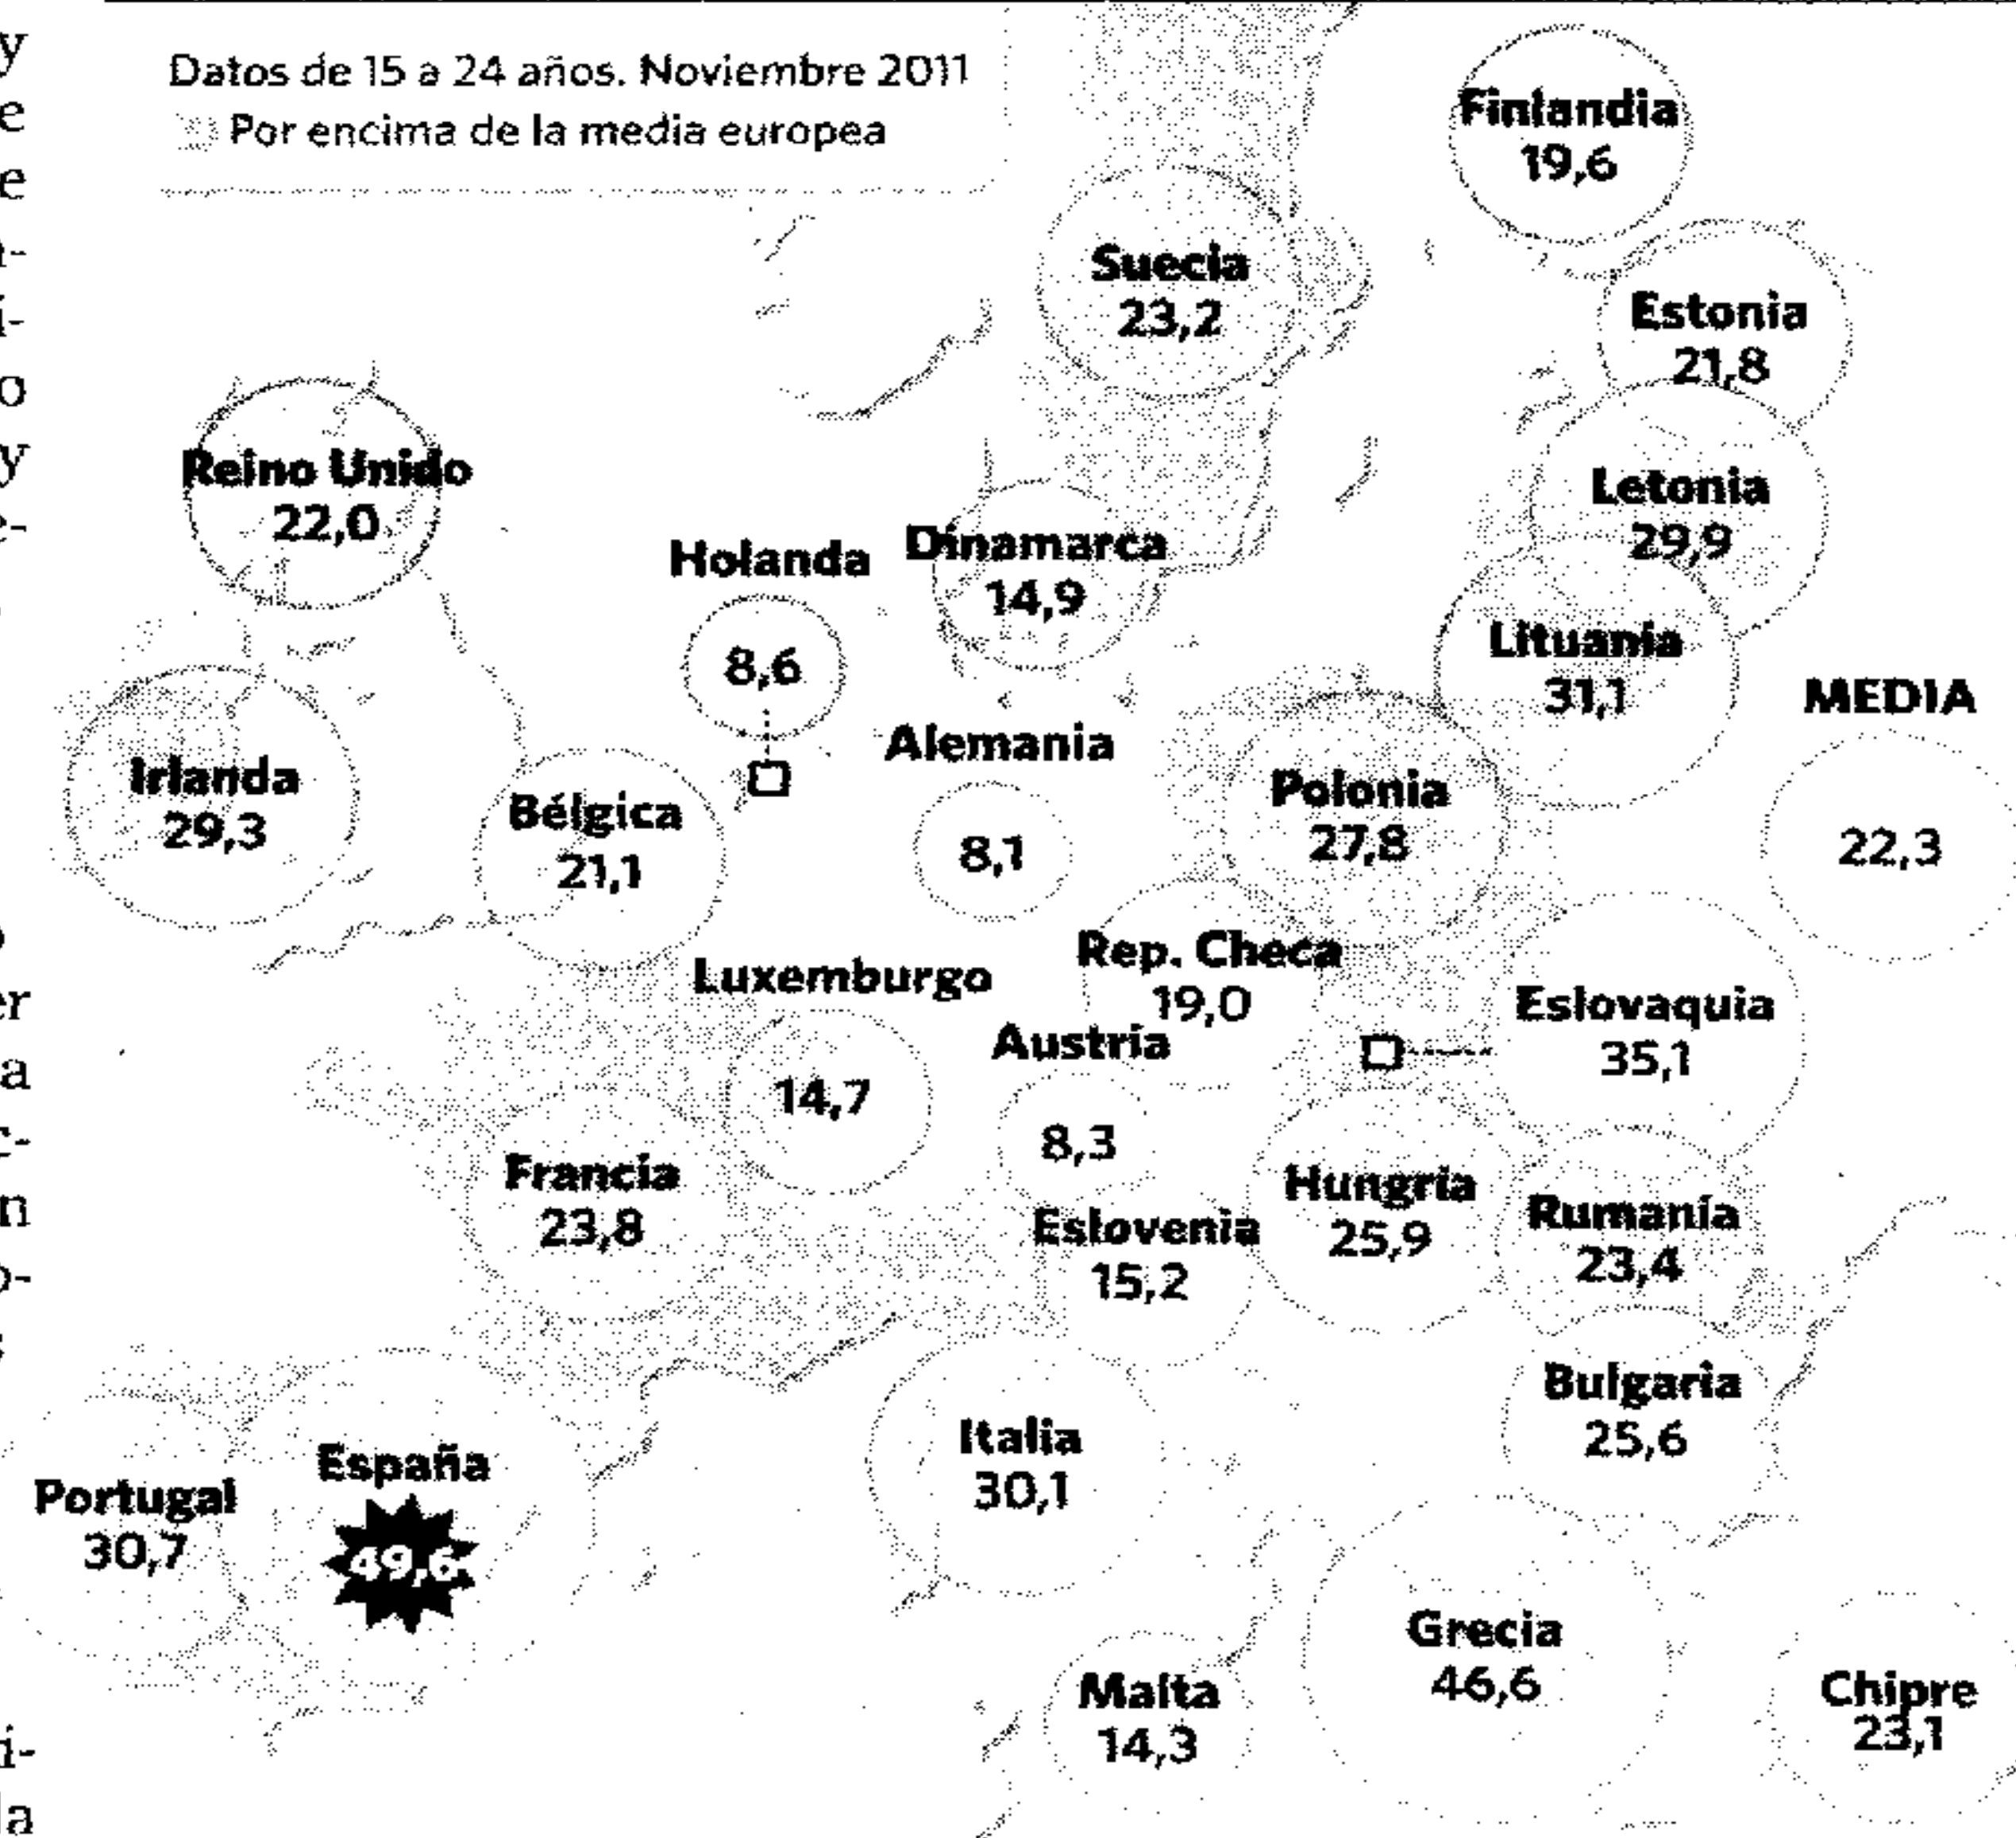 Datos de 15 a 24 años. Noviembre 2011
Por encima de la media europea
Finlandia
19,6
Suecia
23,2
Estonia
21,8
Reino Unido
22,0
Letonia
29,9
Holanda
8,6
Dinamarca
14,9
Lituania
31,1
MEDIA
22,3
Irlanda
29,3
Bélgica
21,1
Alemania
8,1
Polonia
27,8
Luxemburgo
14,7
Rep. Checa
19,0
Eslovaquia
35,1
Austria
8,3
Francia
23,8
Eslovenia
15,2
Hungría
25,9
Rumanía
23,4
Bulgaria
25,6
Portugal
30,7
España
49,6
Italia
30,1
Grecia
46,6
Malta
14,3
Chipre
23,1
y
e
e
-
i-
o
y
e-
er
a
c-
n
o-
s
i-
la